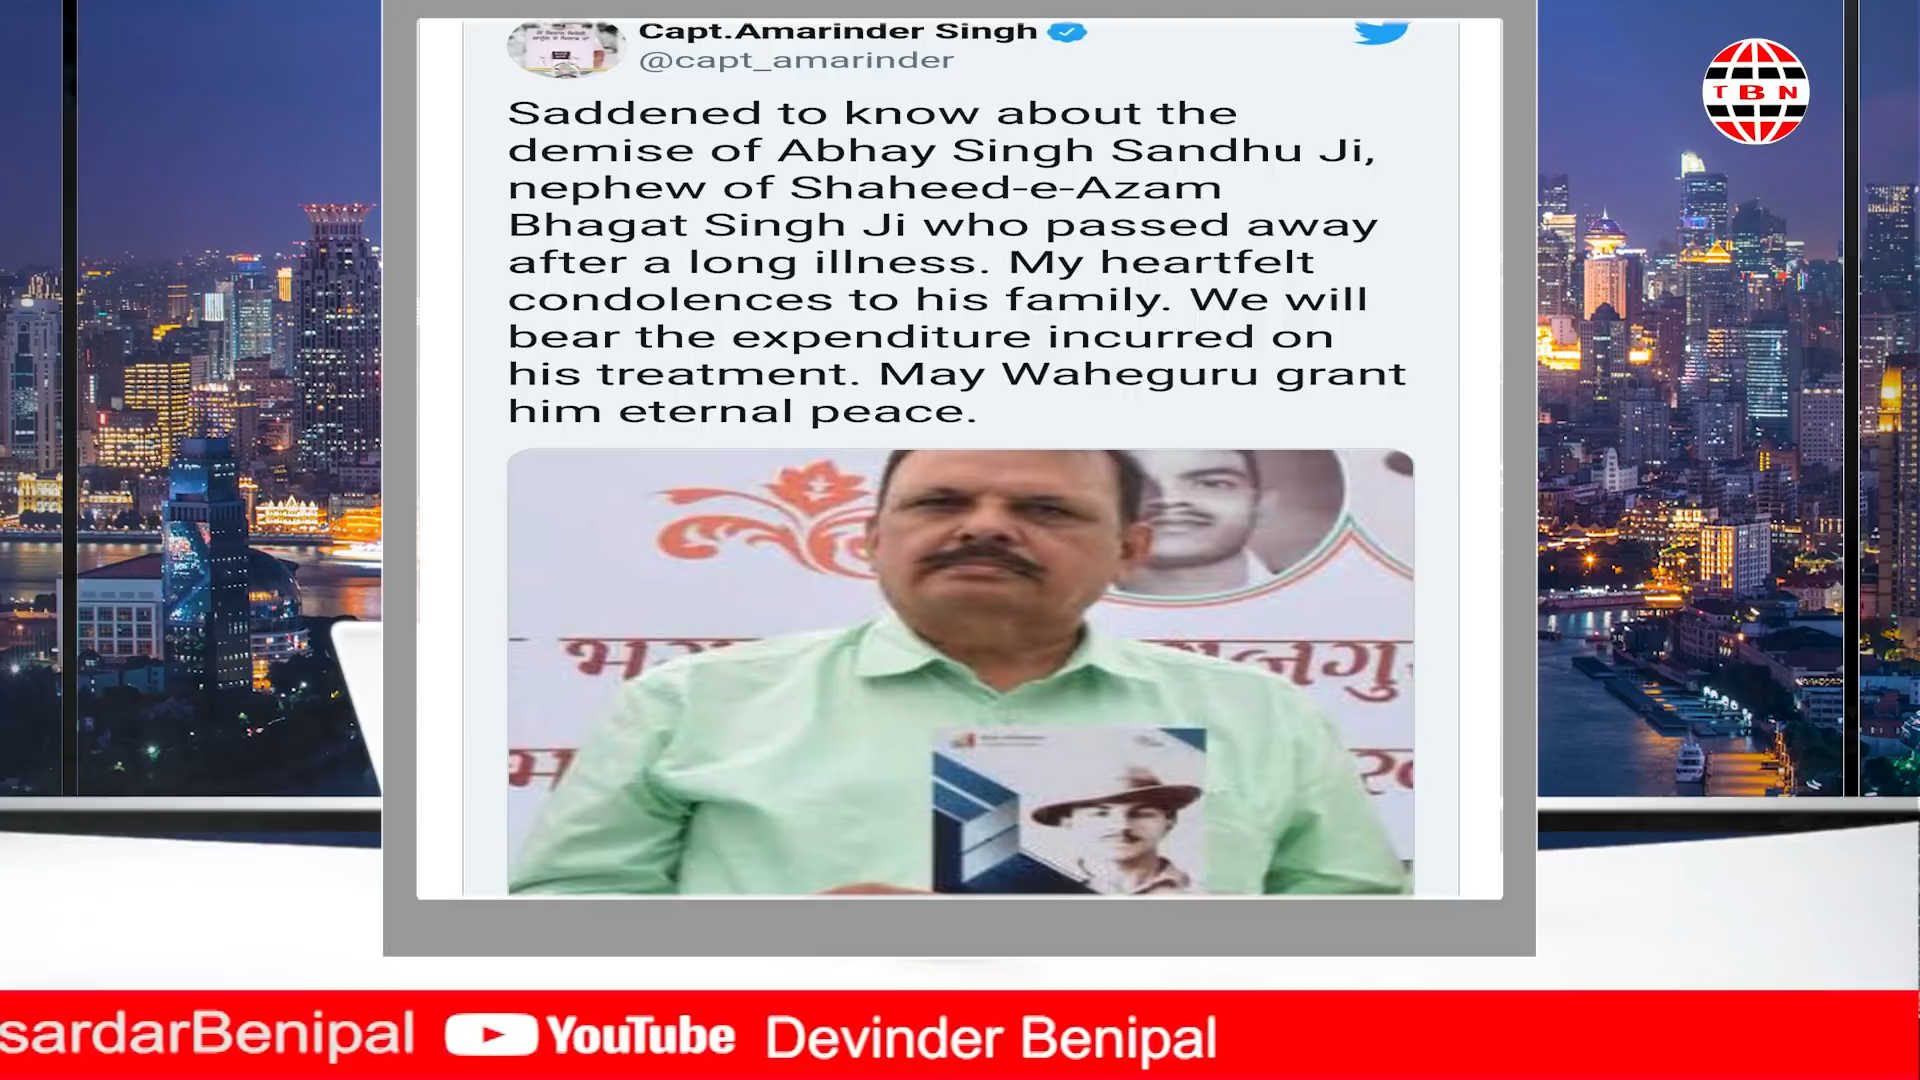 Capt.Amarinder Singh
@capt_amarinder
TBN
Saddened to know about the
demise of Abhay Singh Sandhu Ji,
nephew of Shaheed-e-Azam
Bhagat Singh Ji who passed away
after a long illness. My heartfelt
condolences to his family. We will
bear the expenditure incurred on
his treatment. May Waheguru grant
him eternal peace.
sardarBenipal YouTube Devinder Benipal